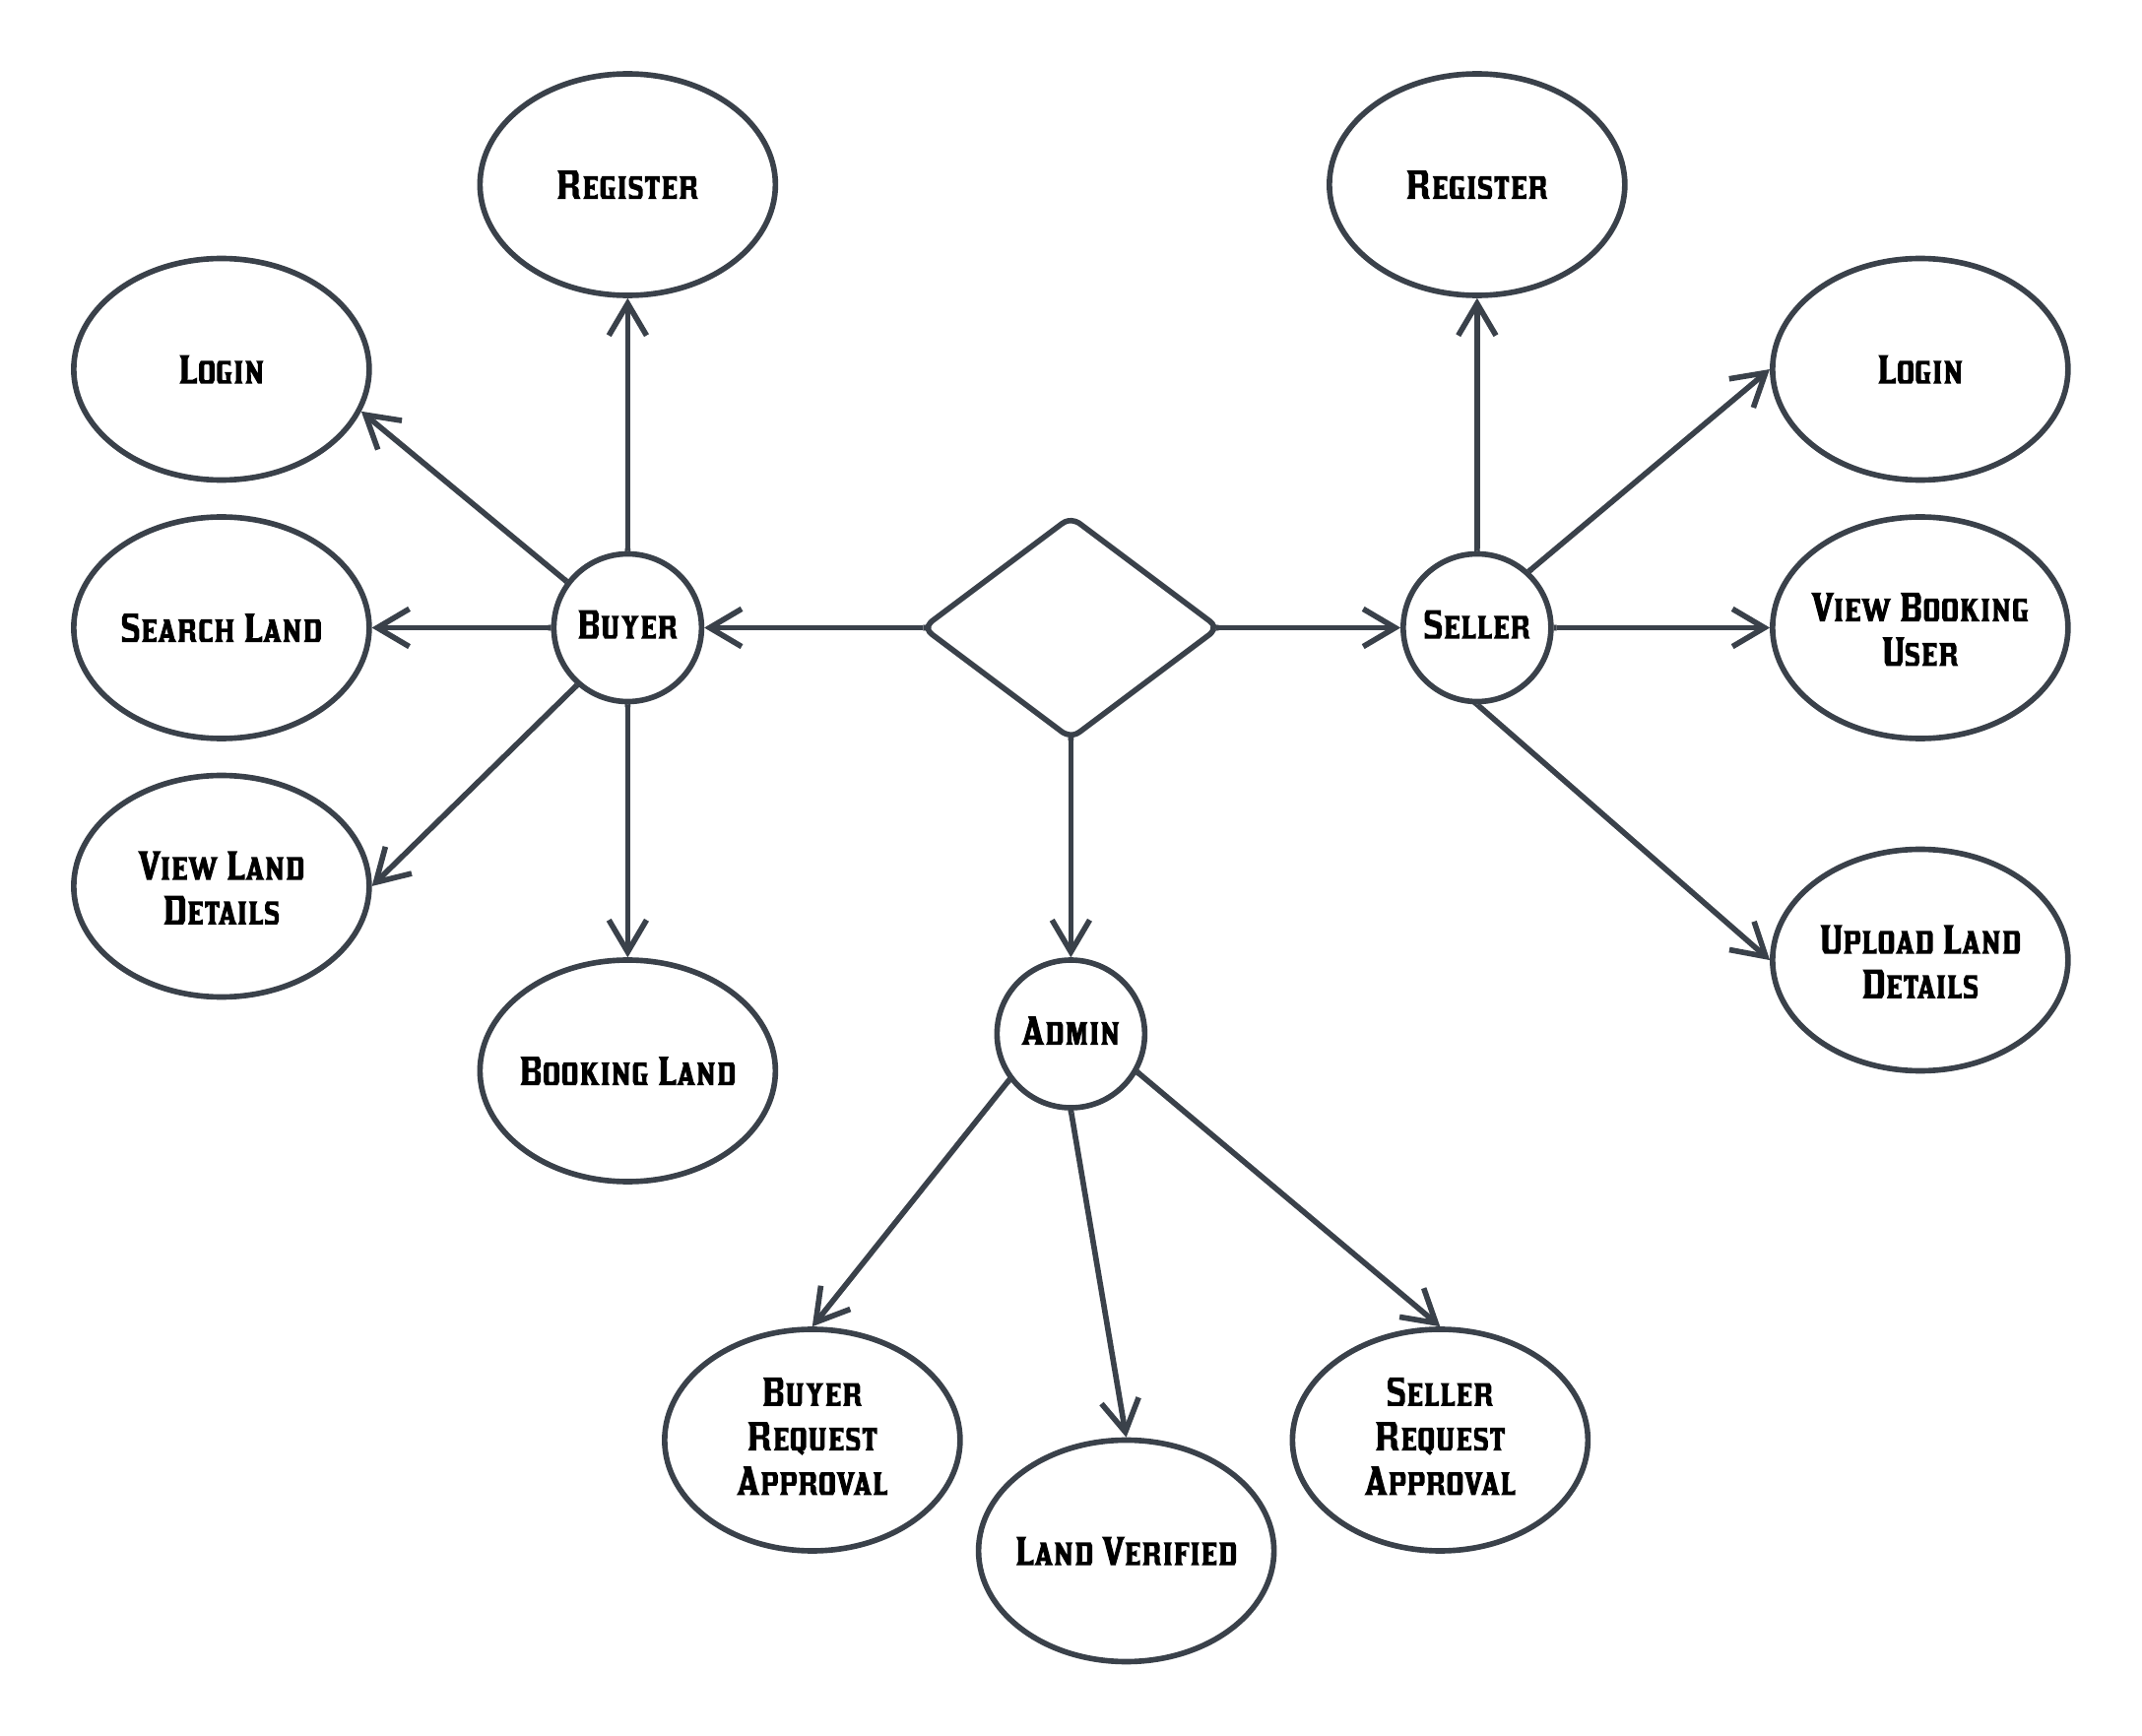 Register
Register
Login
Login
Search Land
Buyer
Seller
View Booking
User
View Land
Details
Upload Land
Details
Booking Land
Admin
Buyer
Request
Approval
Seller
Request
Approval
Land Verified